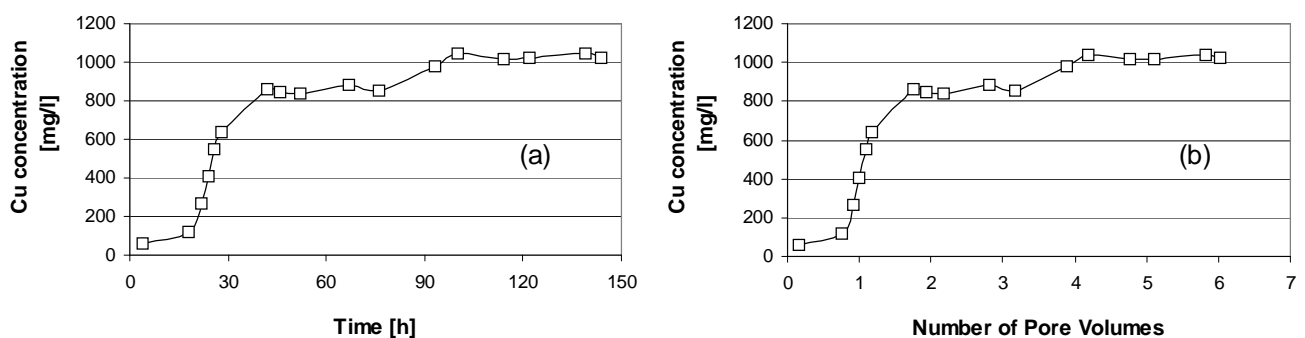 Cu concentration
[mg/l]
1200
1000
800
600
400
200
0
(a)
0 30 60 90 120 150
Time [h]
Cu concentration
[mg/l]
1200
1000
800
600
400
200
0
(b)
0 1 2 3 4 5 6 7
Number of Pore Volumes